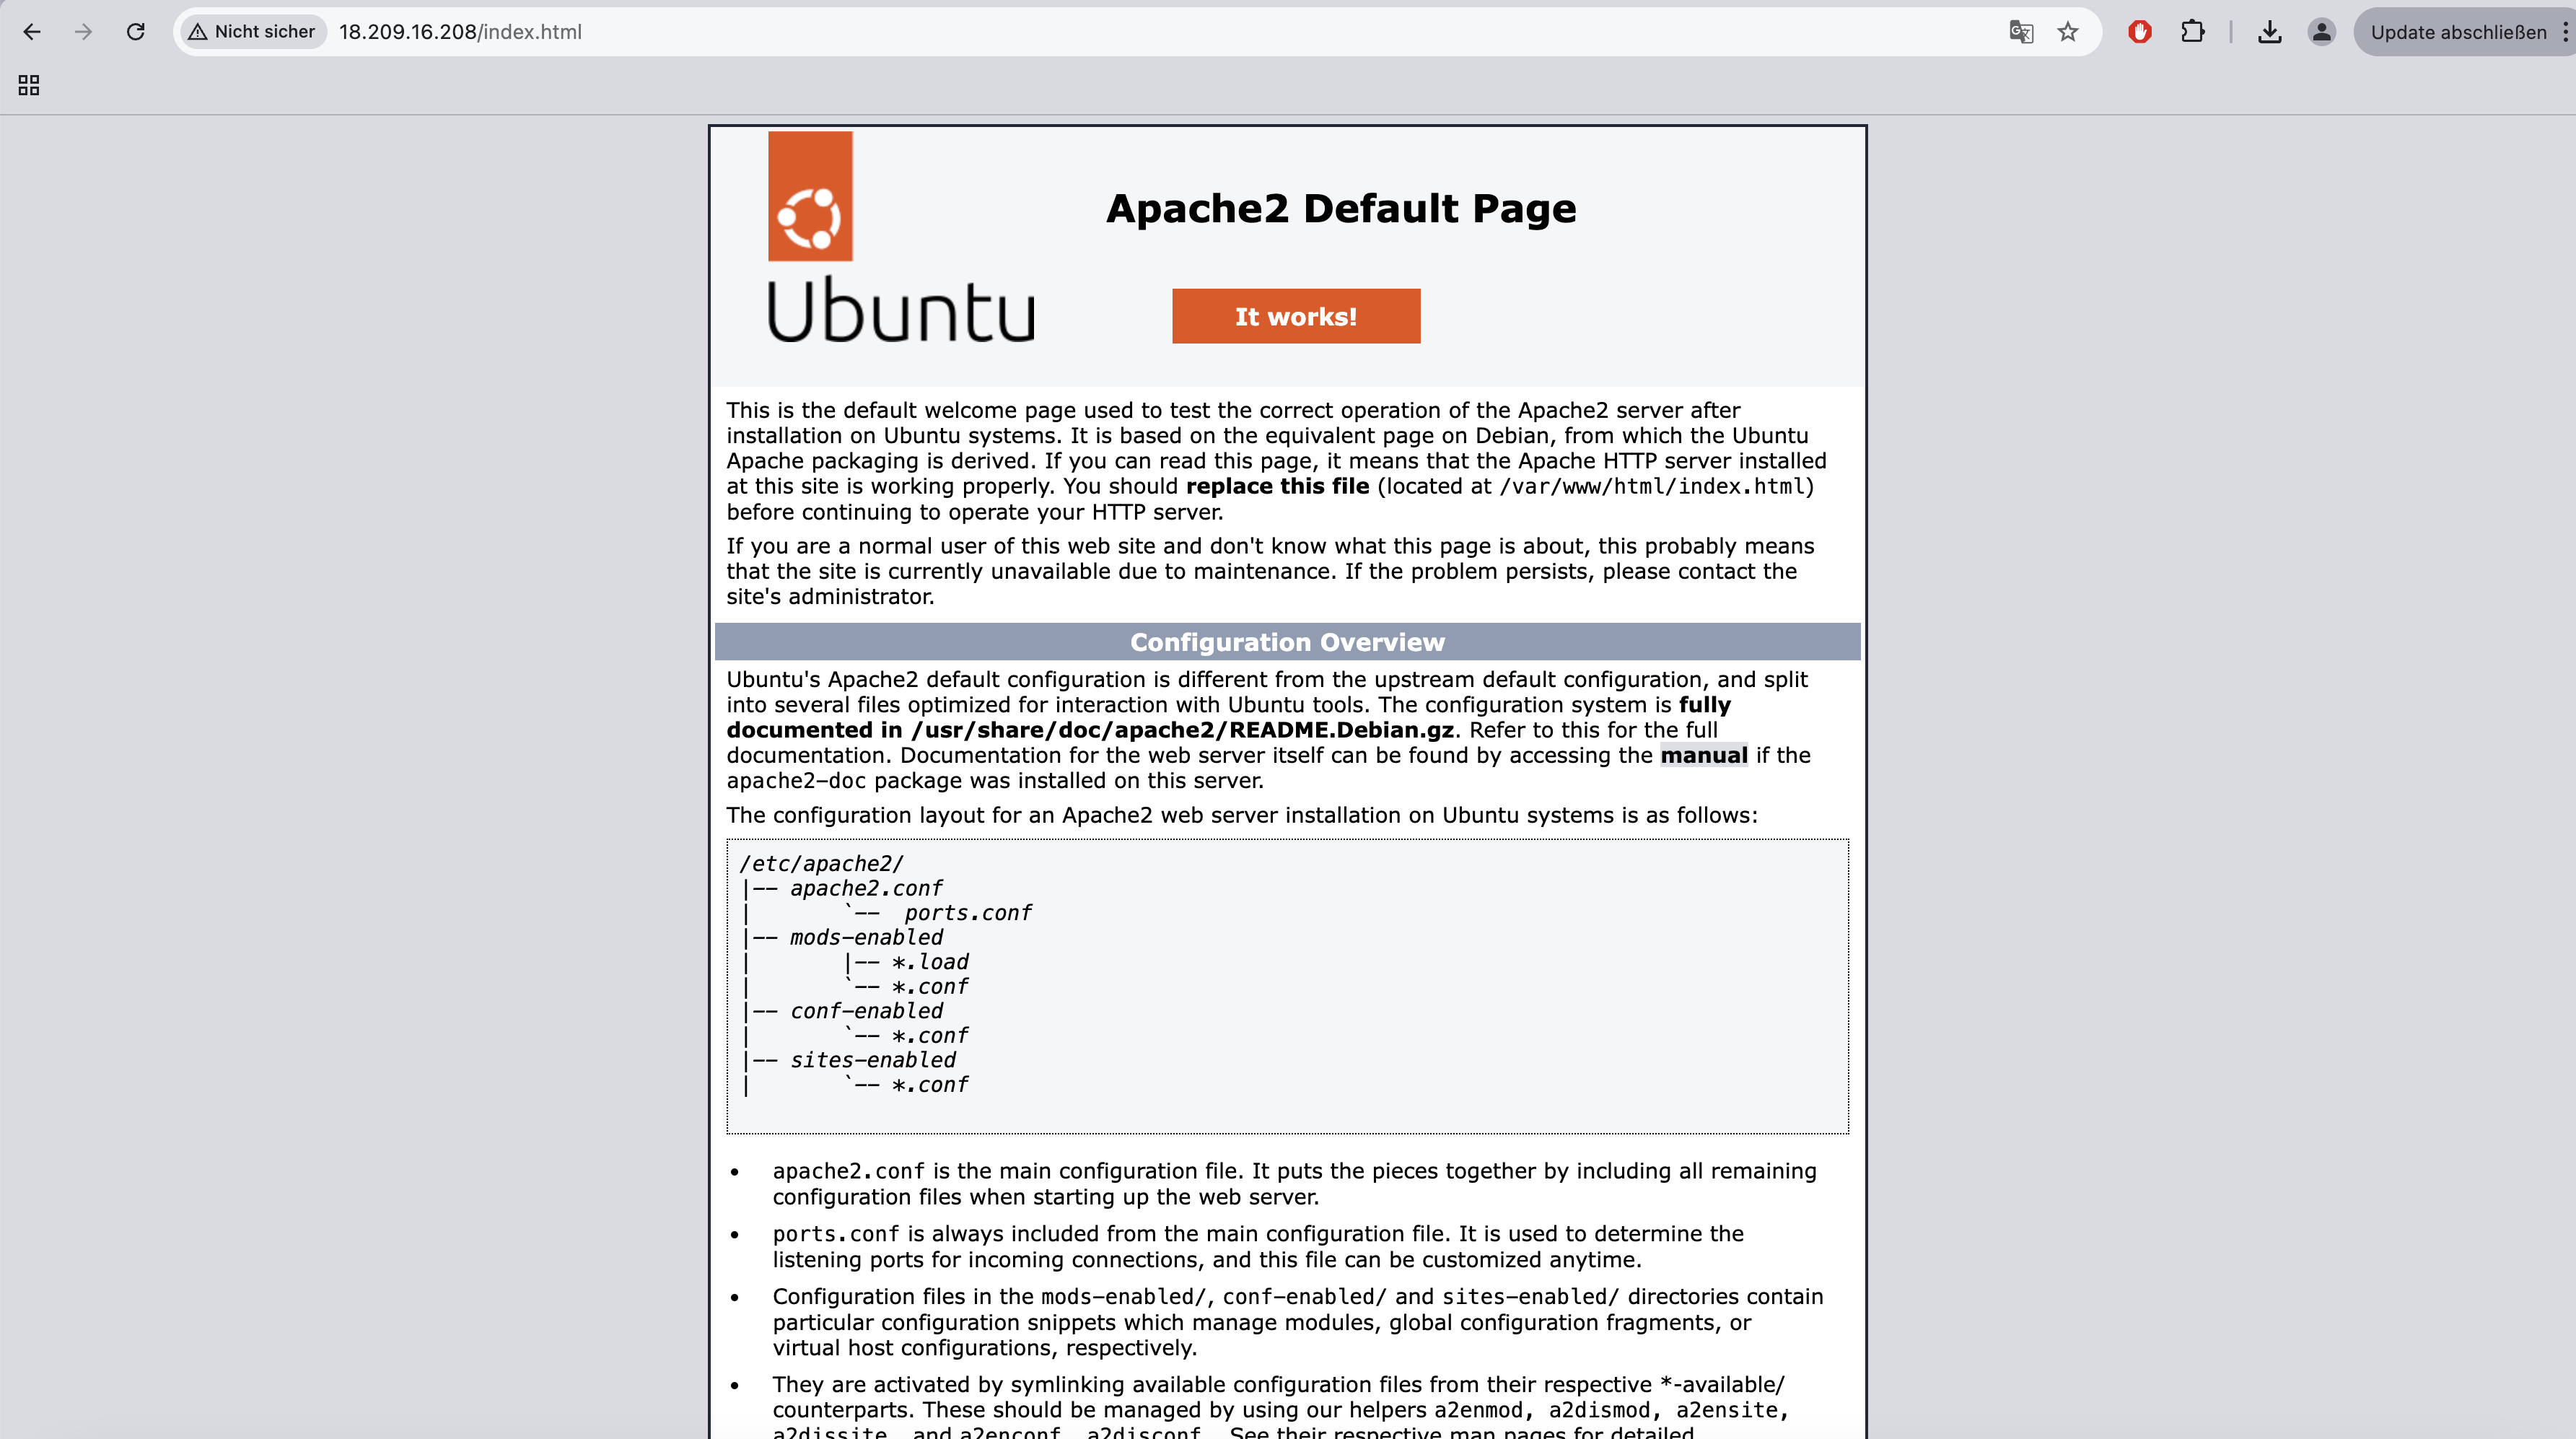 Nicht sicher 18.209.16.208/index.html Update abschließen
Apache2 Default Page
Ubuntu
It works!
This is the default welcome page used to test the correct operation of the Apache2 server after
installation on Ubuntu systems. It is based on the equivalent page on Debian, from which the Ubuntu
Apache packaging is derived. If you can read this page, it means that the Apache HTTP server installed
at this site is working properly. You should replace this file (located at /var/www/html/index.html)
before continuing to operate your HTTP server.
If you are a normal user of this web site and don't know what this page is about, this probably means
that the site is currently unavailable due to maintenance. If the problem persists, please contact the
site's administrator.
Configuration Overview
Ubuntu's Apache2 default configuration is different from the upstream default configuration, and split
into several files optimized for interaction with Ubuntu tools. The configuration system is fully
documented in /usr/share/doc/apache2/README.Debian.gz. Refer to this for the full
documentation. Documentation for the web server itself can be found by accessing the manual if the
apache2-doc package was installed on this server.
The configuration layout for an Apache2 web server installation on Ubuntu systems is as follows:
/etc/apache2/
|-- apache2.conf
|       `--  ports.conf
|-- mods-enabled
|       |-- *.load
|       `-- *.conf
|-- conf-enabled
|       `-- *.conf
|-- sites-enabled
|       `-- *.conf
• apache2.conf is the main configuration file. It puts the pieces together by including all remaining
configuration files when starting up the web server.
• ports.conf is always included from the main configuration file. It is used to determine the
listening ports for incoming connections, and this file can be customized anytime.
• Configuration files in the mods-enabled/, conf-enabled/ and sites-enabled/ directories contain
particular configuration snippets which manage modules, global configuration fragments, or
virtual host configurations, respectively.
• They are activated by symlinking available configuration files from their respective *-available/
counterparts. These should be managed by using our helpers a2enmod, a2dismod, a2ensite,
a2dissite, and a2enconf, a2disconf . See their respective man pages for detailed